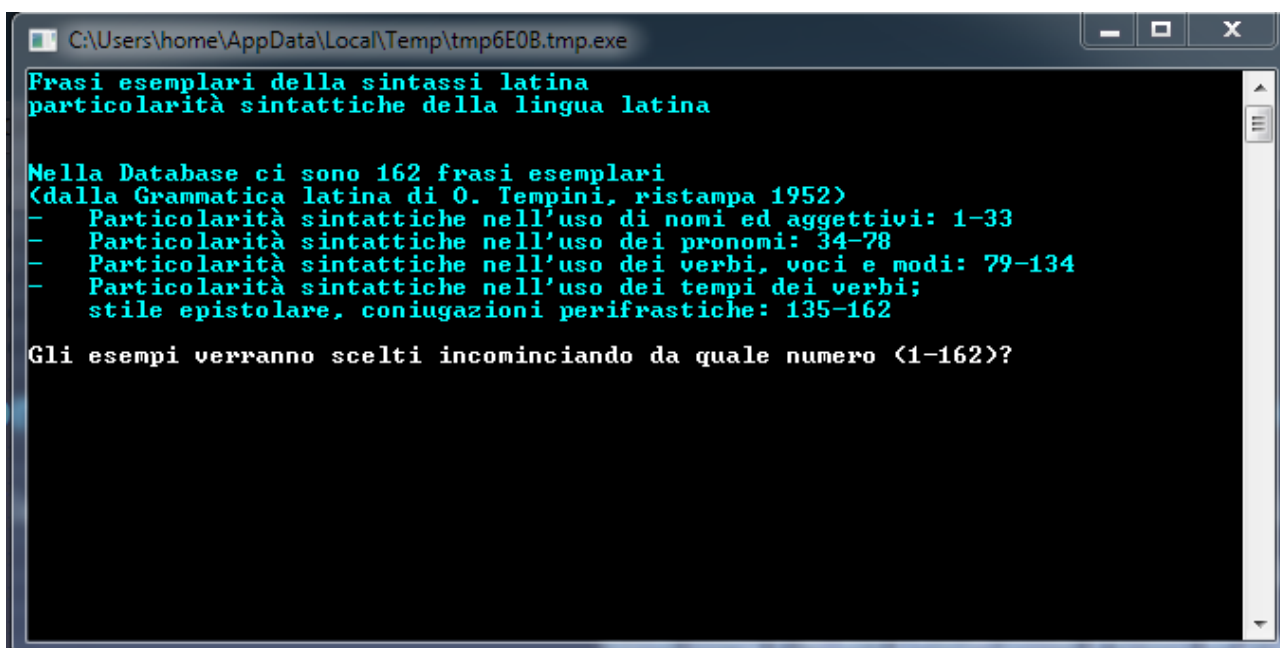 C:\Users\home\AppData\Local\Temp\tmp6E0B.tmp.exe
Frasi esemplari della sintassi latina
particolarità sintattiche della lingua latina
Nella Database ci sono 162 frasi esemplari
(dalla Grammatica latina di O. Tempini, ristampa 1952)
-   Particolarità sintattiche nell'uso di nomi ed aggettivi: 1-33
-   Particolarità sintattiche nell'uso dei pronomi: 34-78
-   Particolarità sintattiche nell'uso dei verbi, voci e modi: 79-134
-   Particolarità sintattiche nell'uso dei tempi dei verbi;
    stile epistolare, coniugazioni perifrastiche: 135-162
Gli esempi verranno scelti incominciando da quale numero (1-162)?